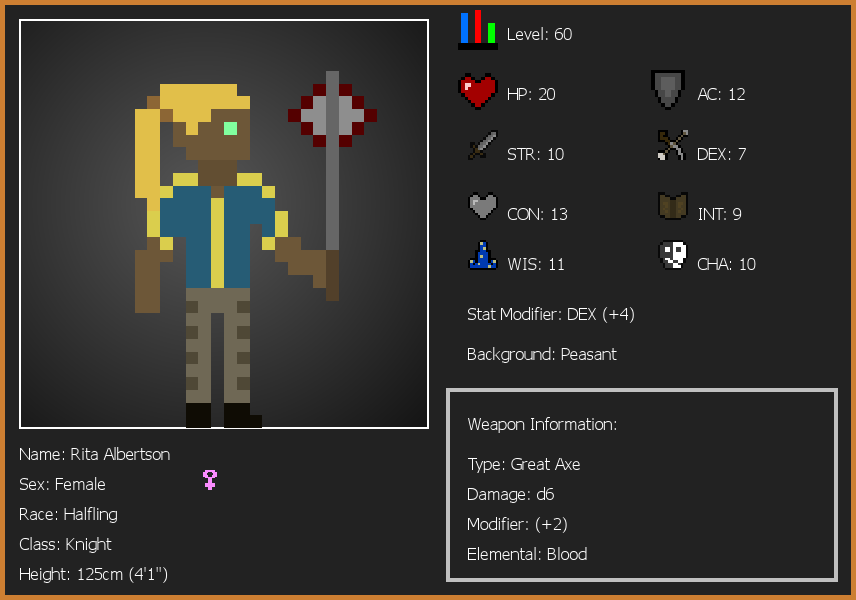 Level: 60
HP: 20
AC: 12
STR: 10
DEX: 7
CON: 13
INT: 9
WIS: 11
CHA: 10
Stat Modifier: DEX (+4)
Background: Peasant
Weapon Information:
Type: Great Axe
Damage: d6
Modifier: (+2)
Elemental: Blood
Name: Rita Albertson
Sex: Female
Race: Halfling
Class: Knight
Height: 125cm (4'1")